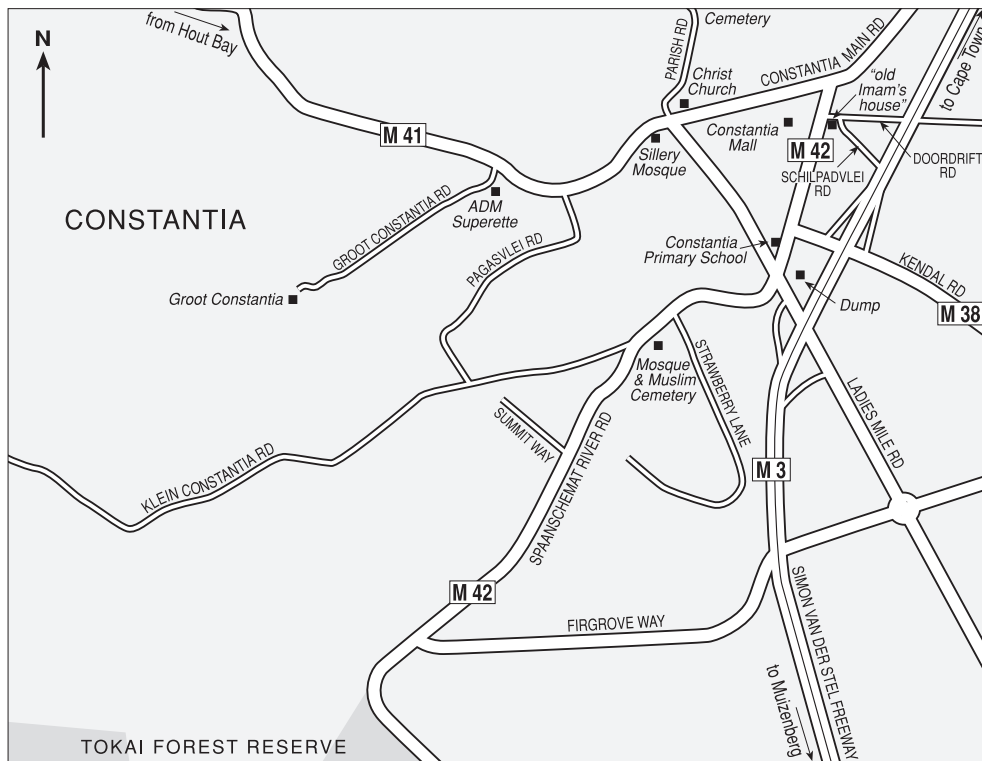 from Hout Bay
N
PARISH RD
Cemetery
CONSTANTIA MAIN RD
to Cape Town
Christ
Church
"old
Imam's
house"
M 41
Constantia
Mall
Sillery
Mosque
M 42
SCHILPADVLEI
RD
DOORDRIFT
RD
CONSTANTIA
GROOT CONSTANTIA RD
ADM
Superette
PAGASVLEI RD
Constantia
Primary School
KENDAL RD
Groot Constantia
Dump
M 38
Mosque
& Muslim
Cemetery
STRAWBERRY LANE
LADIES MILE RD
SUMMIT WAY
KLEIN CONSTANTIA RD
SPAANSCHEMAT RIVER RD
M 3
M 42
FIRGROVE WAY
SIMON VAN DER STEL FREEWAY
to Muizenberg
TOKAI FOREST RESERVE